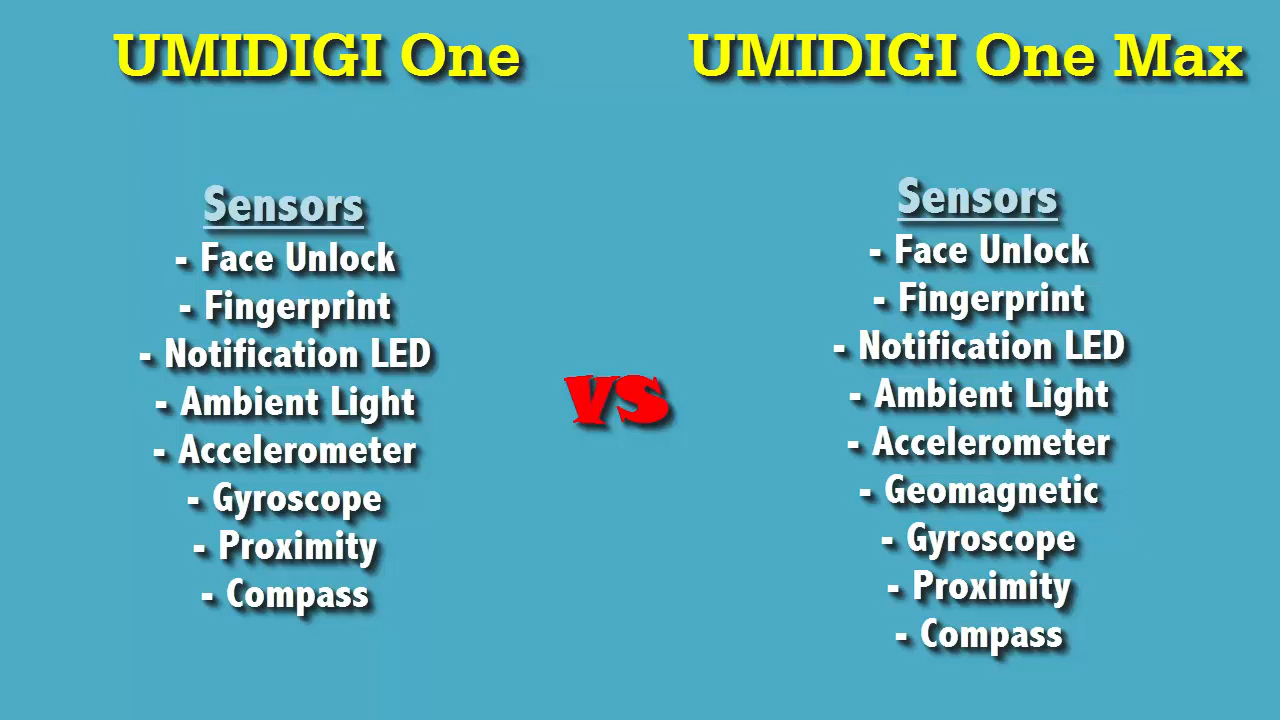 UMIDIGI One
Sensors
- Face Unlock
- Fingerprint
- Notification LED
- Ambient Light
- Accelerometer
- Gyroscope
- Proximity
- Compass
vs
UMIDIGI One Max
Sensors
- Face Unlock
- Fingerprint
- Notification LED
- Ambient Light
- Accelerometer
- Geomagnetic
- Gyroscope
- Proximity
- Compass